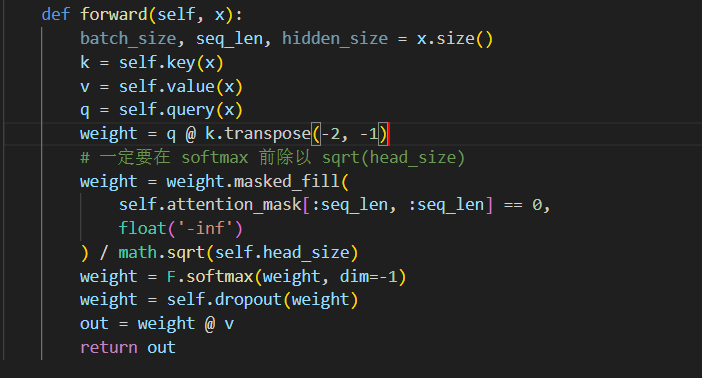 def forward(self, x):
    batch_size, seq_len, hidden_size = x.size()
    k = self.key(x)
    v = self.value(x)
    q = self.query(x)
    weight = q @ k.transpose(-2, -1)
    # 一定要在 softmax 前除以 sqrt(head_size)
    weight = weight.masked_fill(
        self.attention_mask[:seq_len, :seq_len] == 0,
        float('-inf')
    ) / math.sqrt(self.head_size)
    weight = F.softmax(weight, dim=-1)
    weight = self.dropout(weight)
    out = weight @ v
    return out